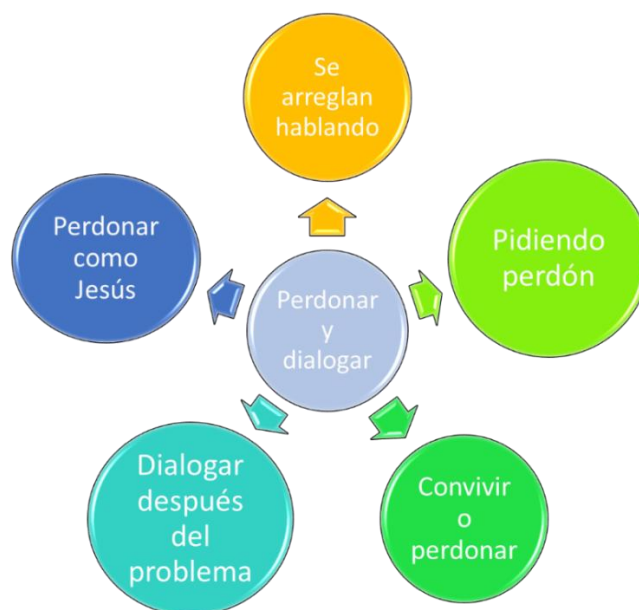 Se
arreglan
hablando
Perdonar
como
Jesús
Pidiendo
perdón
Perdonar
y
dialogar
Dialogar
después
del
problema
Convivir
o
perdonar